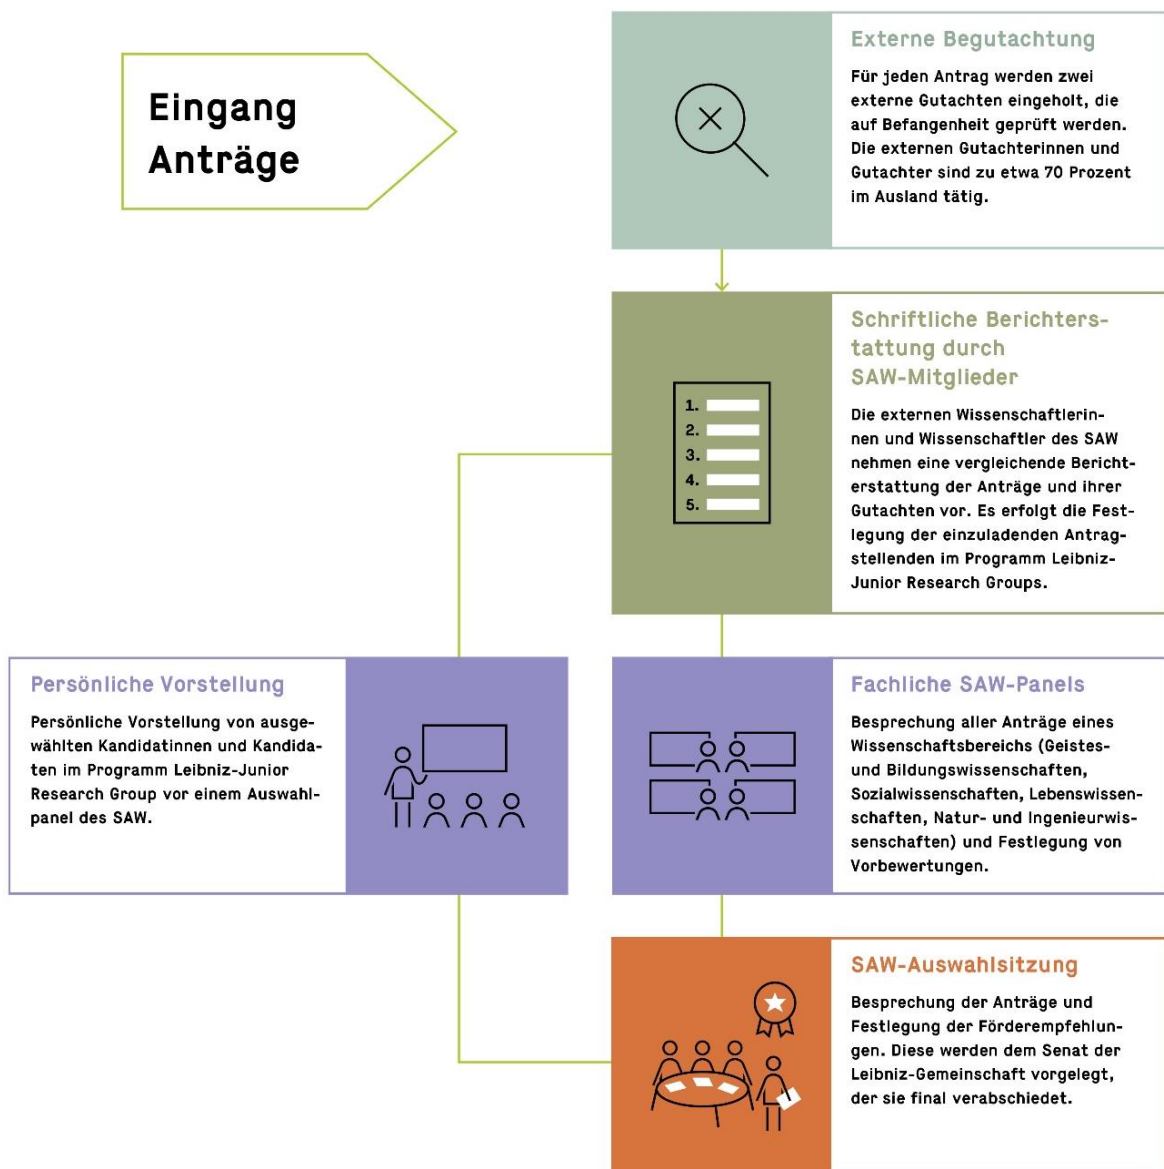 Eingang
Anträge
Externe Begutachtung
Für jeden Antrag werden zwei
externe Gutachten eingeholt, die
auf Befangenheit geprüft werden.
Die externen Gutachterinnen und
Gutachter sind zu etwa 70 Prozent
im Ausland tätig.
Schriftliche Berichters-
tattung durch
SAW-Mitglieder
Die externen Wissenschaftlerin-
nen und Wissenschaftler des SAW
nehmen eine vergleichende Bericht-
erstattung der Anträge und ihrer
Gutachten vor. Es erfolgt die Fest-
legung der einzuladenden Antrag-
stellenden im Programm Leibniz-
Junior Research Groups.
1.
2.
3.
4.
5.
Persönliche Vorstellung
Persönliche Vorstellung von ausge-
wählten Kandidatinnen und Kandida-
ten im Programm Leibniz-Junior
Research Group vor einem Auswahl-
panel des SAW.
Fachliche SAW-Panels
Besprechung aller Anträge eines
Wissenschaftsbereichs (Geistes-
und Bildungswissenschaften,
Sozialwissenschaften, Lebenswissen-
schaften, Natur- und Ingenieurwis-
senschaften) und Festlegung von
Vorbewertungen.
SAW-Auswahlsitzung
Besprechung der Anträge und
Festlegung der Förderempfehlun-
gen. Diese werden dem Senat der
Leibniz-Gemeinschaft vorgelegt,
der sie final verabschiedet.